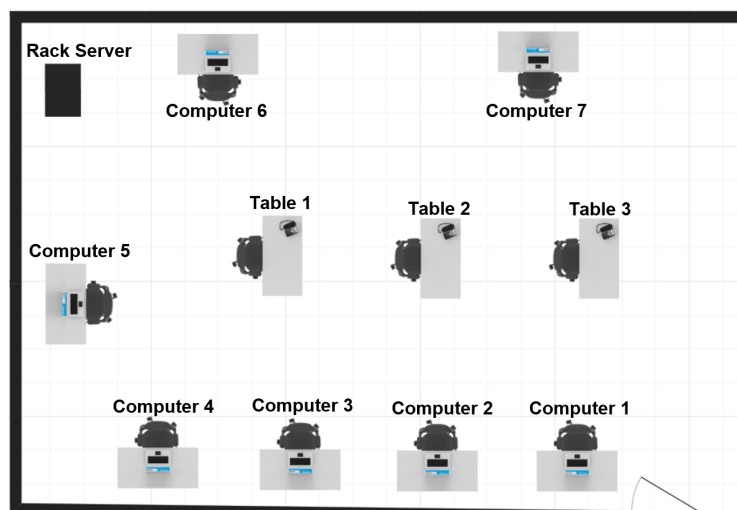 Rack Server
Computer 6
Computer 7
Table 1
Table 2
Table 3
Computer 5
Computer 4
Computer 3
Computer 2
Computer 1